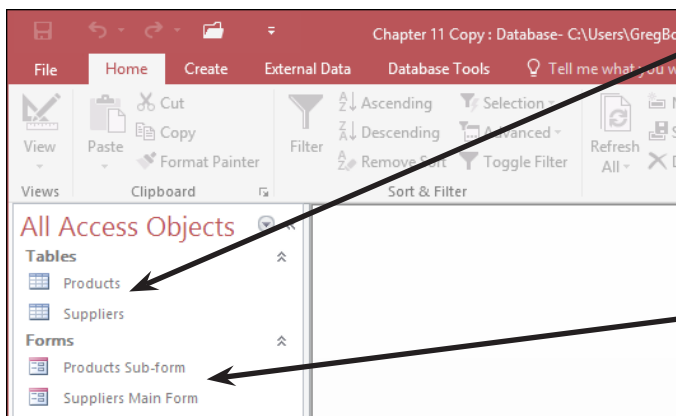 Chapter 11 Copy : Database- C:\Users\GregBo
File Home Create External Data Database Tools Tell me what you w
View Paste Cut Copy Format Painter Filter Ascending Descending Remove Sort Selection Advanced Toggle Filter Refresh All
Views Clipboard Sort & Filter
All Access Objects
Tables
Products
Suppliers
Forms
Products Sub-form
Suppliers Main Form